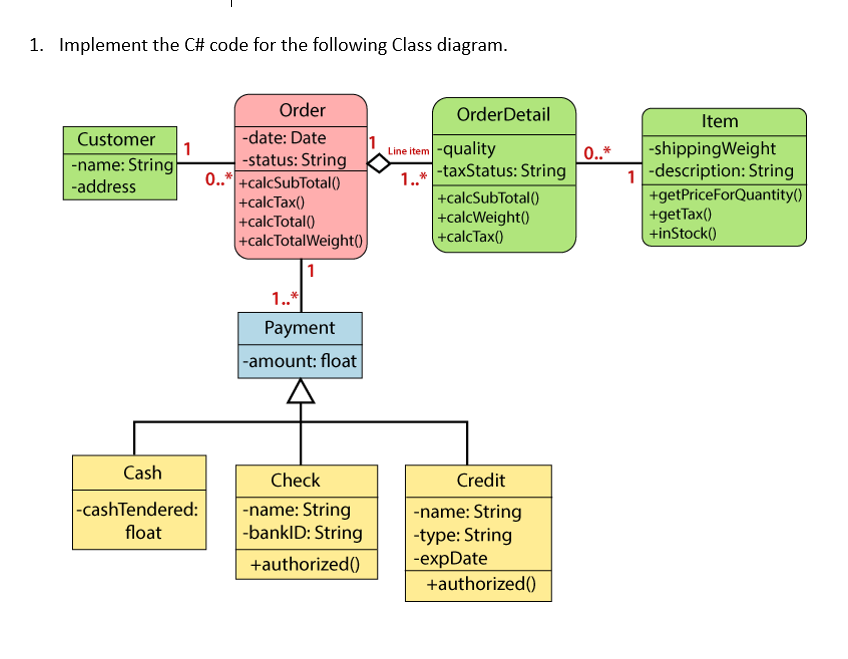 1. Implement the C# code for the following Class diagram.
Customer
-name: String
-address
1
0..*
Order
-date: Date
-status: String
+calcSubTotal()
+calcTax()
+calcTotal()
+calcTotalWeight()
1
Line item
1..*
OrderDetail
-quality
-taxStatus: String
+calcSubTotal()
+calcWeight()
+calcTax()
0..*
1
Item
-shippingWeight
-description: String
+getPriceForQuantity()
+getTax()
+inStock()
1
1..*
Payment
-amount: float
Cash
-cashTendered:
float
Check
-name: String
-bankID: String
+authorized()
Credit
-name: String
-type: String
-expDate
+authorized()